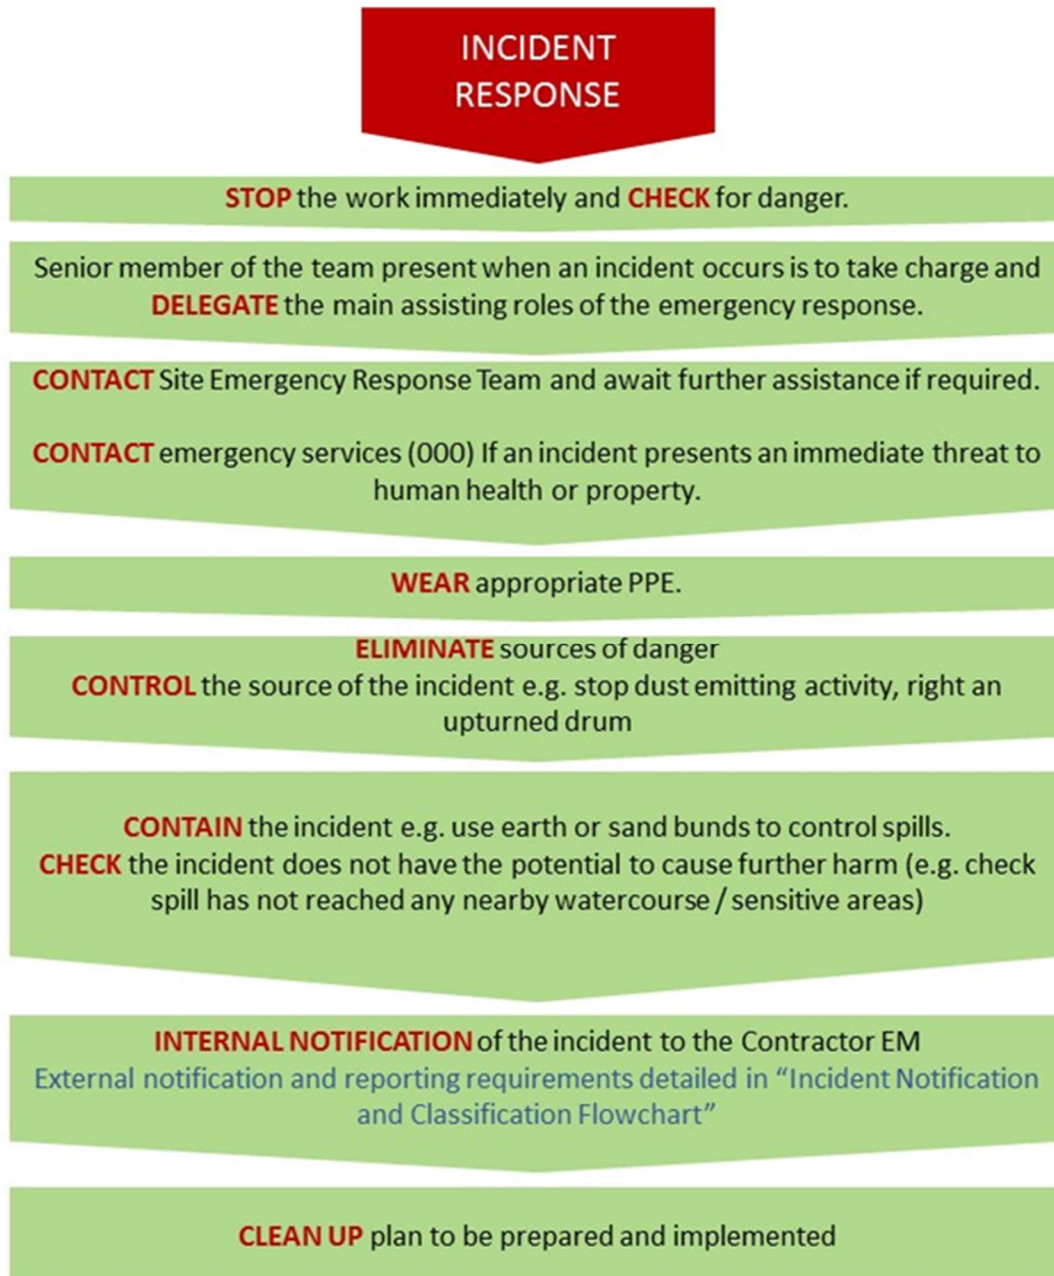 INCIDENT
RESPONSE
STOP the work immediately and CHECK for danger.
Senior member of the team present when an incident occurs is to take charge and
DELEGATE the main assisting roles of the emergency response.
CONTACT Site Emergency Response Team and await further assistance if required.
CONTACT emergency services (000) If an incident presents an immediate threat to
human health or property.
WEAR appropriate PPE.
ELIMINATE sources of danger
CONTROL the source of the incident e.g. stop dust emitting activity, right an
upturned drum
CONTAIN the incident e.g. use earth or sand bunds to control spills.
CHECK the incident does not have the potential to cause further harm (e.g. check
spill has not reached any nearby watercourse / sensitive areas)
INTERNAL NOTIFICATION of the incident to the Contractor EM
External notification and reporting requirements detailed in “Incident Notification
and Classification Flowchart”
CLEAN UP plan to be prepared and implemented